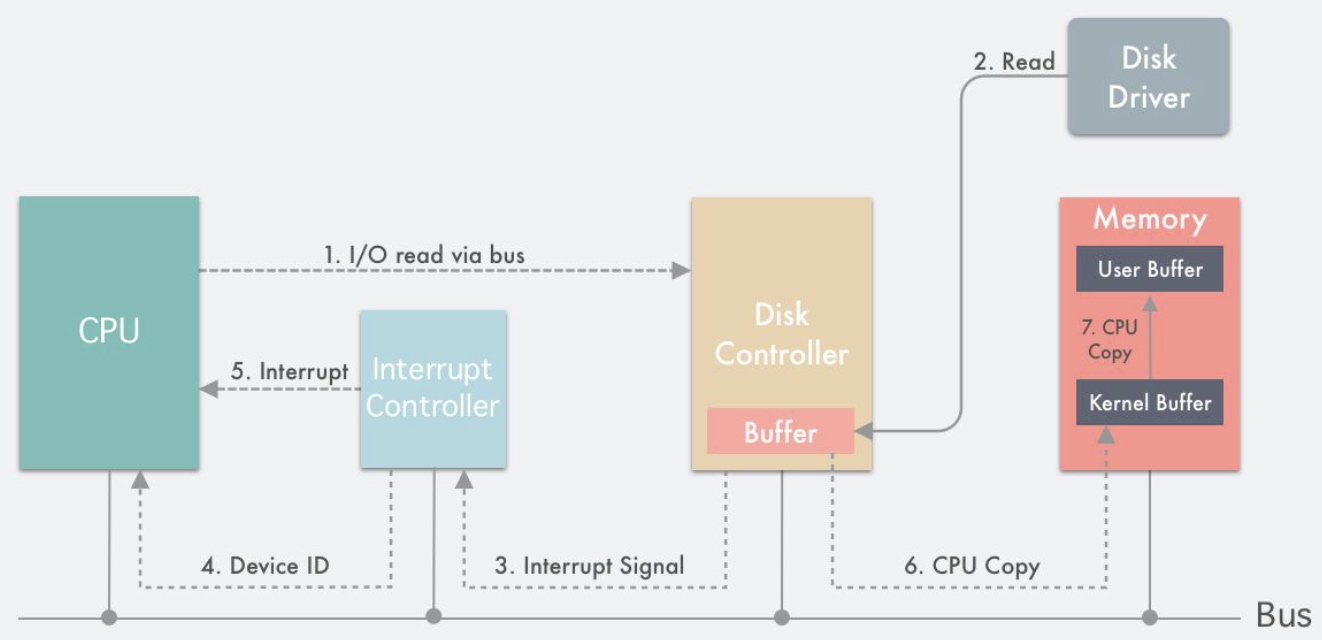 2. Read
Disk
Driver
1. I/O read via bus
Memory
User Buffer
CPU
Disk
Controller
7. CPU
Copy
5. Interrupt
Interrupt
Controller
Kernel Buffer
Buffer
4. Device ID
3. Interrupt Signal
6. CPU Copy
Bus